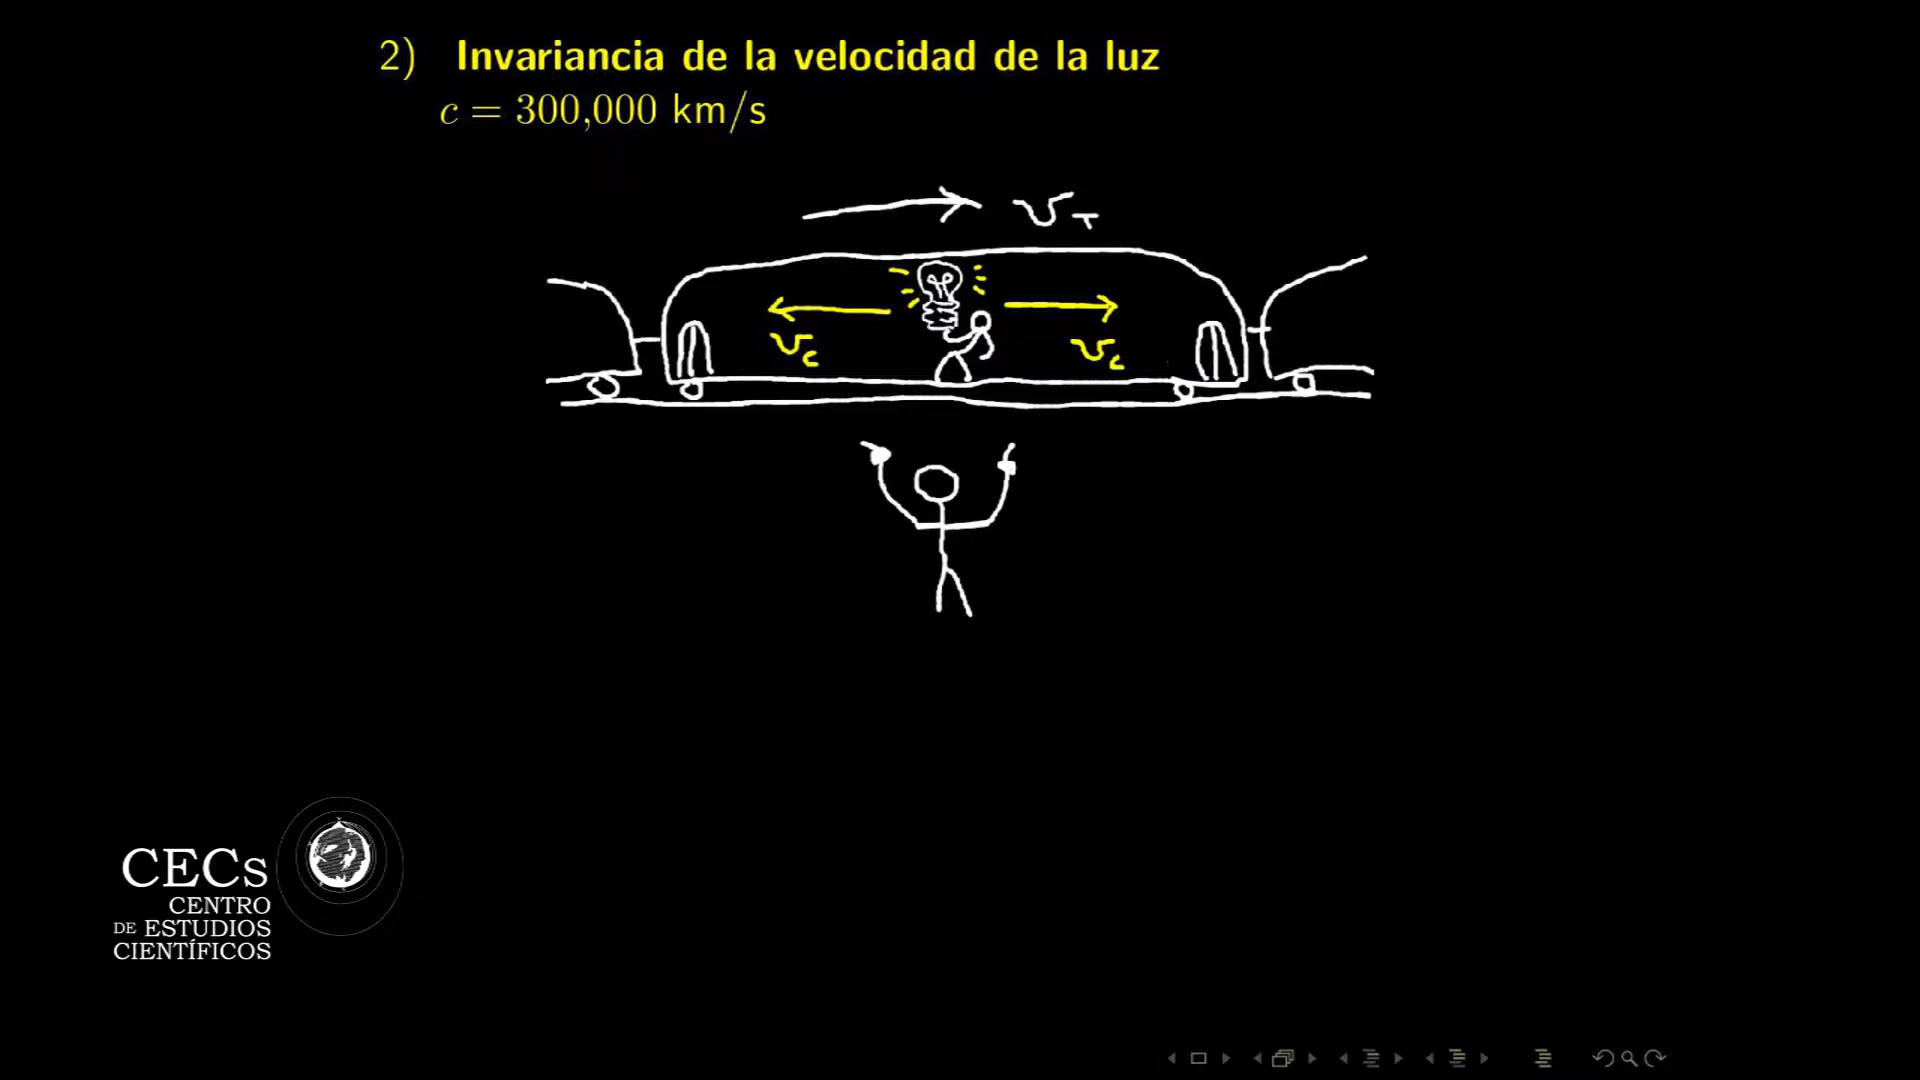 2) Invariancia de la velocidad de la luz
c = 300,000 km/s
v_T
v_c v_c
CECs
CENTRO
DE ESTUDIOS
CIENTÍFICOS